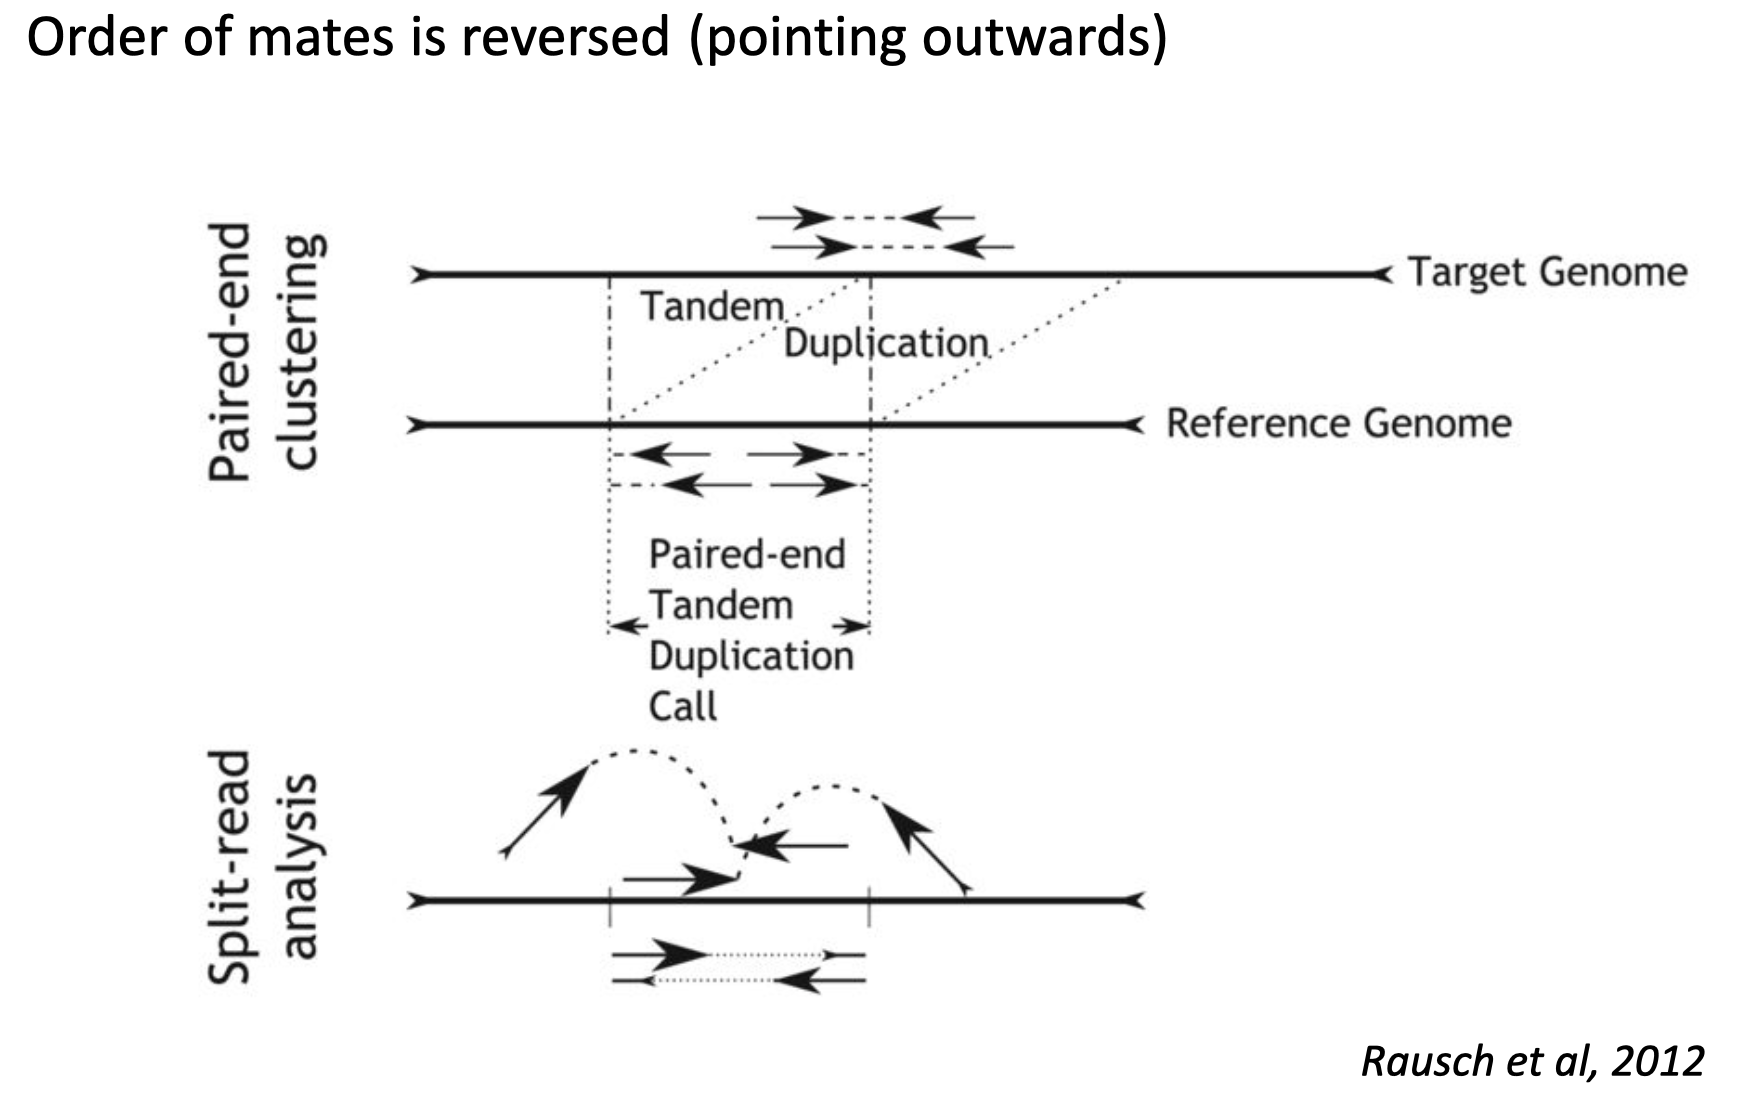 Order of mates is reversed (pointing outwards)
Paired-end
clustering
Target Genome
Tandem
Duplication
Reference Genome
Paired-end
Tandem
Duplication
Call
Split-read
analysis
Rausch et al, 2012